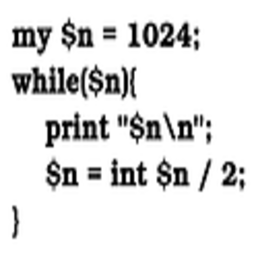 my $n = 1024;
while($n){
    print "$n\n";
    $n = int $n / 2;
}